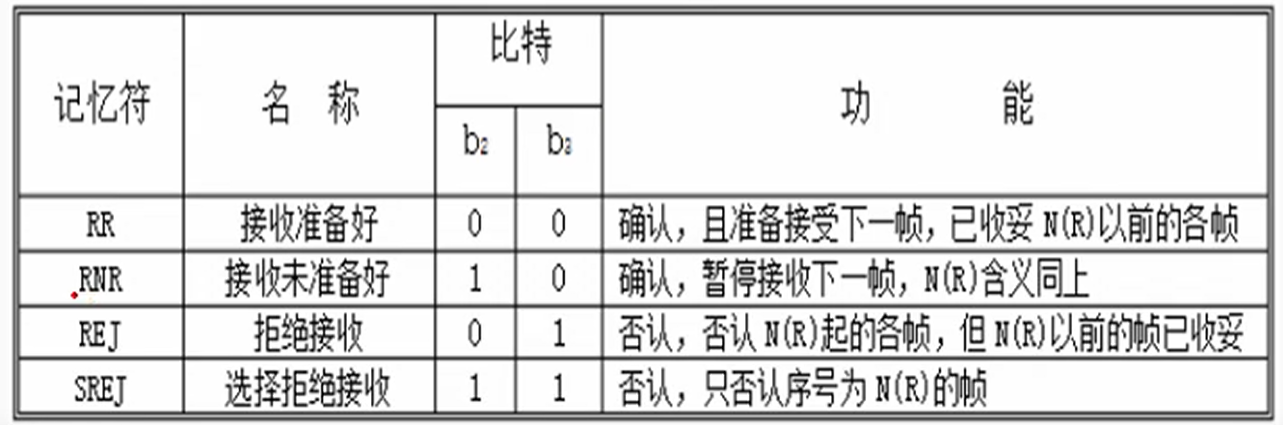 记忆符 名 称 比特 功 能
b2 b3
RR 接收准备好 0 0 确认，且准备接受下一帧，已收妥 N(R)以前的各帧
RNR 接收未准备好 1 0 确认，暂停接收下一帧，N(R)含义同上
REJ 拒绝接收 0 1 否认，否认 N(R)起的各帧，但 N(R)以前的帧已收妥
SREJ 选择拒绝接收 1 1 否认，只否认序号为 N(R)的帧